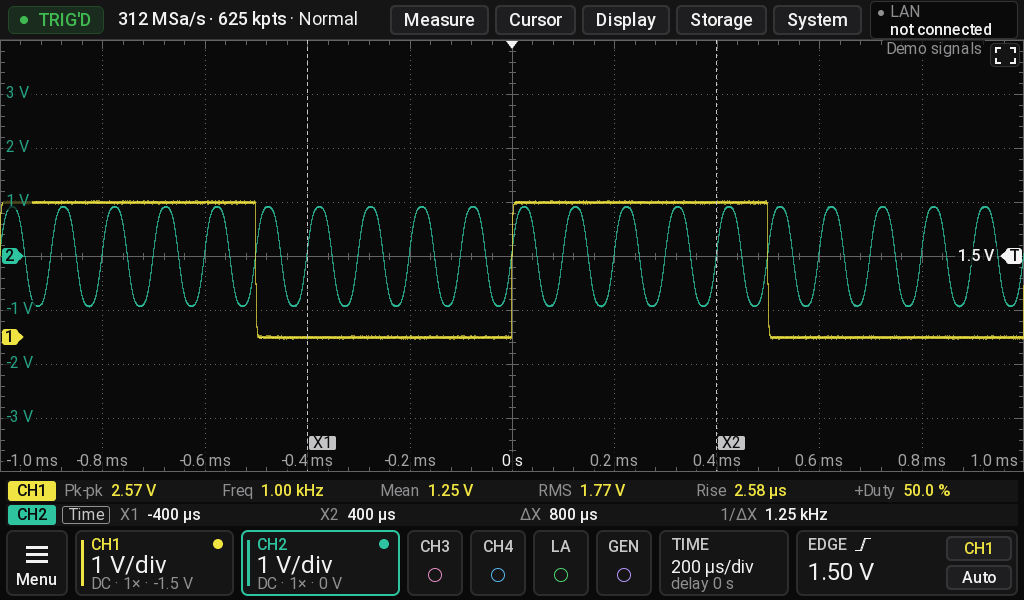 TRIG'D 312 MSa/s · 625 kpts · Normal Measure Cursor Display Storage System LAN
not connected
Demo signals
3 V
2 V
1 V
2 1.5 V T
-1 V
1
-2 V
-3 V
X1 X2
-1.0 ms -0.8 ms -0.6 ms -0.4 ms -0.2 ms 0 s 0.2 ms 0.4 ms 0.6 ms 0.8 ms 1.0 ms
CH1 Pk-pk 2.57 V Freq 1.00 kHz Mean 1.25 V RMS 1.77 V Rise 2.58 µs +Duty 50.0 %
CH2 Time X1 -400 µs X2 400 µs ΔX 800 µs 1/ΔX 1.25 kHz
Menu
CH1
1 V/div
DC · 1× · -1.5 V
CH2
1 V/div
DC · 1× · 0 V
CH3
CH4
LA
GEN
TIME
200 µs/div
delay 0 s
EDGE
1.50 V
CH1
Auto